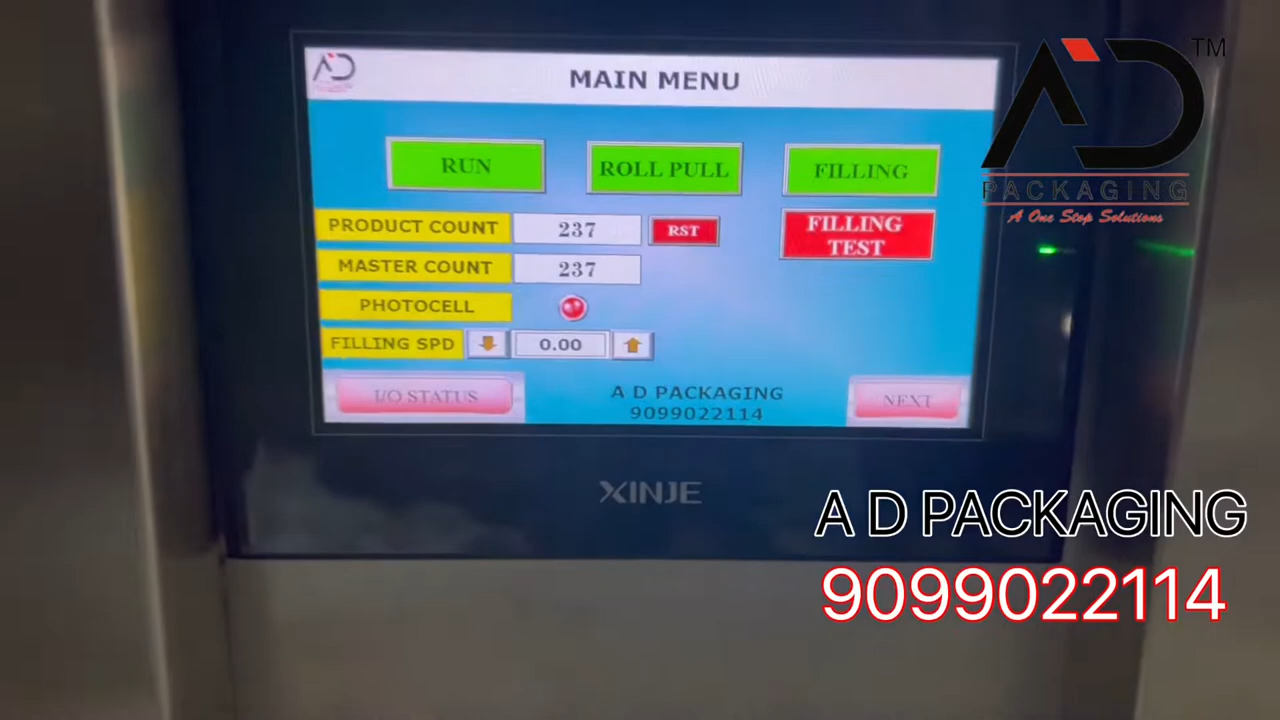 MAIN MENU
RUN
ROLL PULL
FILLING
PRODUCT COUNT 237 RST
FILLING
TEST
MASTER COUNT 237
PHOTOCELL
FILLING SPD 0.00
I/O STATUS
A D PACKAGING
9099022114
NEXT
XINJE
AD TM
PACKAGING
A One Stop Solutions
A D PACKAGING
9099022114